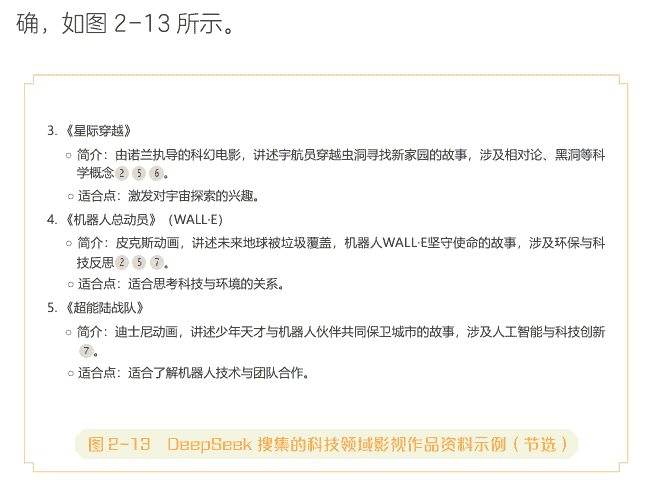 确，如图 2-13 所示。
3. 《星际穿越》
○ 简介：由诺兰执导的科幻电影，讲述宇航员穿越虫洞寻找新家园的故事，涉及相对论、黑洞等科
学概念 2 5 6 。
○ 适合点：激发对宇宙探索的兴趣。
4. 《机器人总动员》（WALL·E）
○ 简介：皮克斯动画，讲述未来地球被垃圾覆盖，机器人WALL·E坚守使命的故事，涉及环保与科
技反思 2 5 7 。
○ 适合点：适合思考科技与环境的关系。
5. 《超能陆战队》
○ 简介：迪士尼动画，讲述少年天才与机器人伙伴共同保卫城市的故事，涉及人工智能与科技创新
7 。
○ 适合点：适合了解机器人技术与团队合作。
图 2-13　DeepSeek 搜集的科技领域影视作品资料示例（节选）